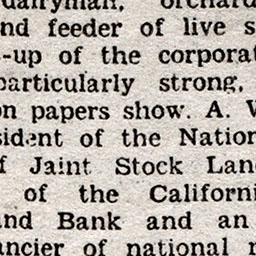 dairyman, orchard
nd feeder of live s
-up of the corporat
particularly strong,
on papers show. A. W
sident of the Nation
f Jaint Stock Lan
of the Californi
and Bank and an
ancier of national r